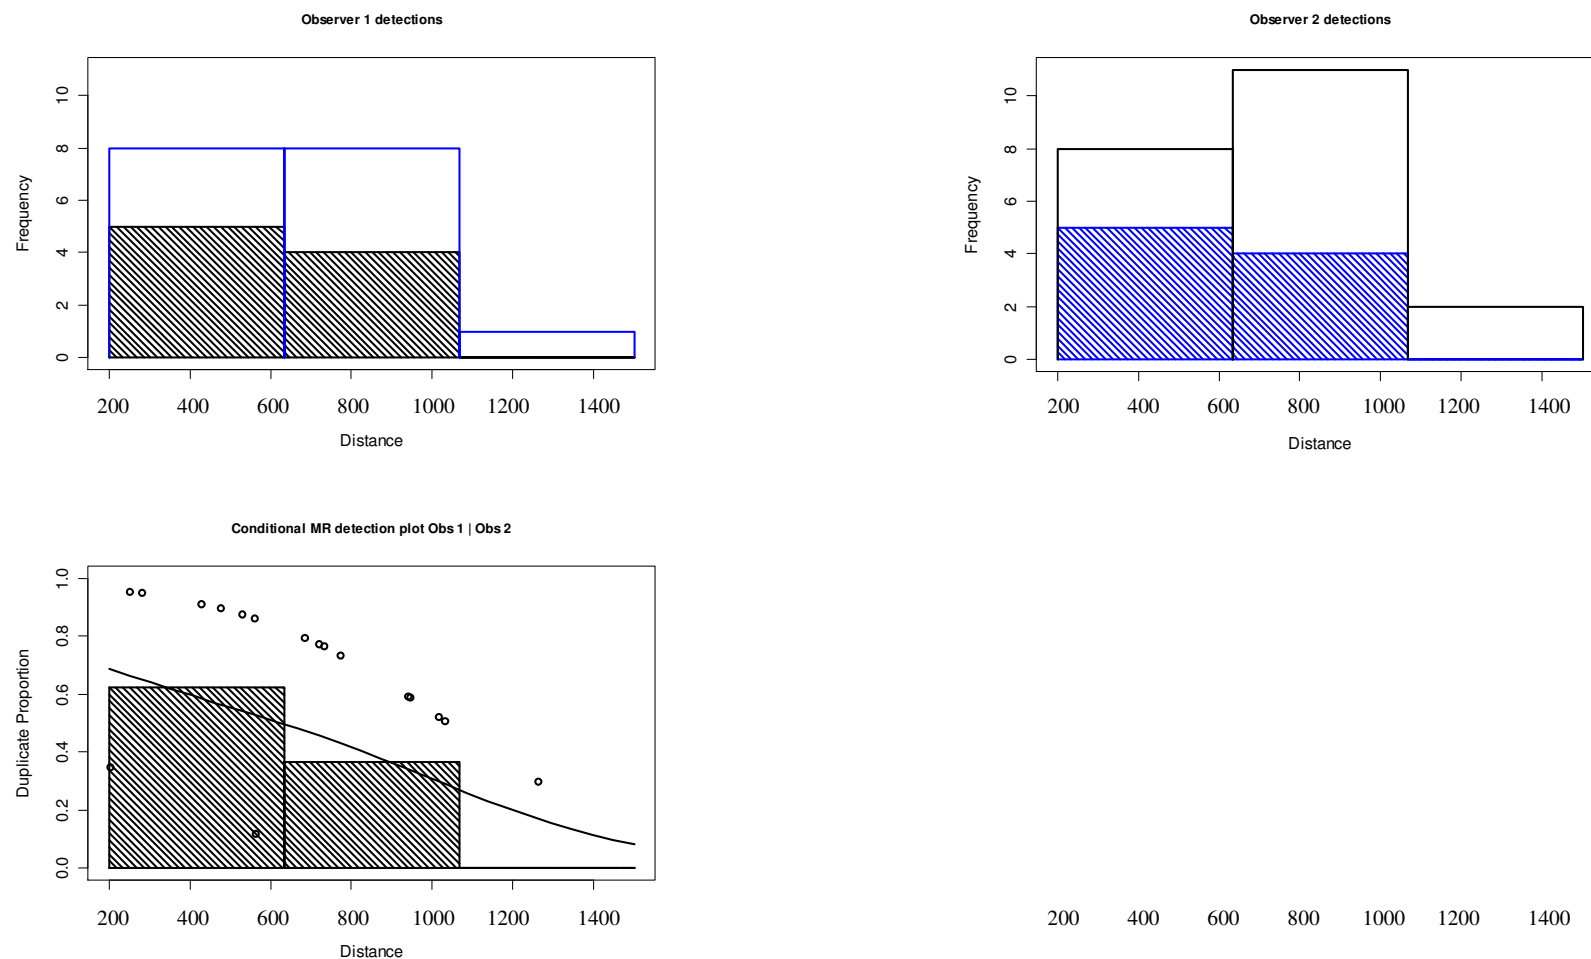 Observer 1 detections
Frequency
0 2 4 6 8 10
200 400 600 800 1000 1200 1400
Distance
Observer 2 detections
Frequency
0 2 4 6 8 10
200 400 600 800 1000 1200 1400
Distance
Conditional MR detection plot Obs 1 | Obs 2
Duplicate Proportion
0.0 0.2 0.4 0.6 0.8 1.0
200 400 600 800 1000 1200 1400
Distance
200 400 600 800 1000 1200 1400